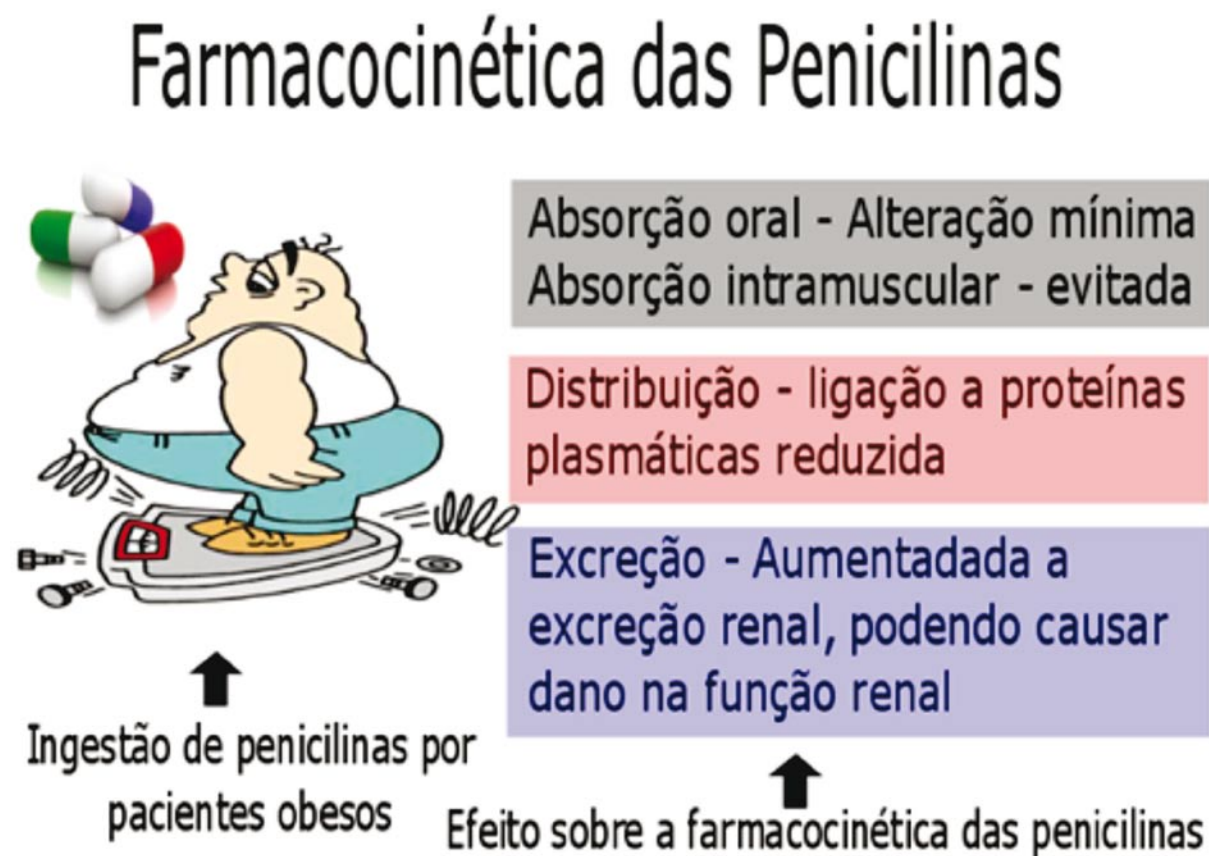 Farmacocinética das Penicilinas
Absorção oral - Alteração mínima
Absorção intramuscular - evitada
Distribuição - ligação a proteínas
plasmáticas reduzida
Excreção - Aumentadada a
excreção renal, podendo causar
dano na função renal
Ingestão de penicilinas por
pacientes obesos
Efeito sobre a farmacocinética das penicilinas